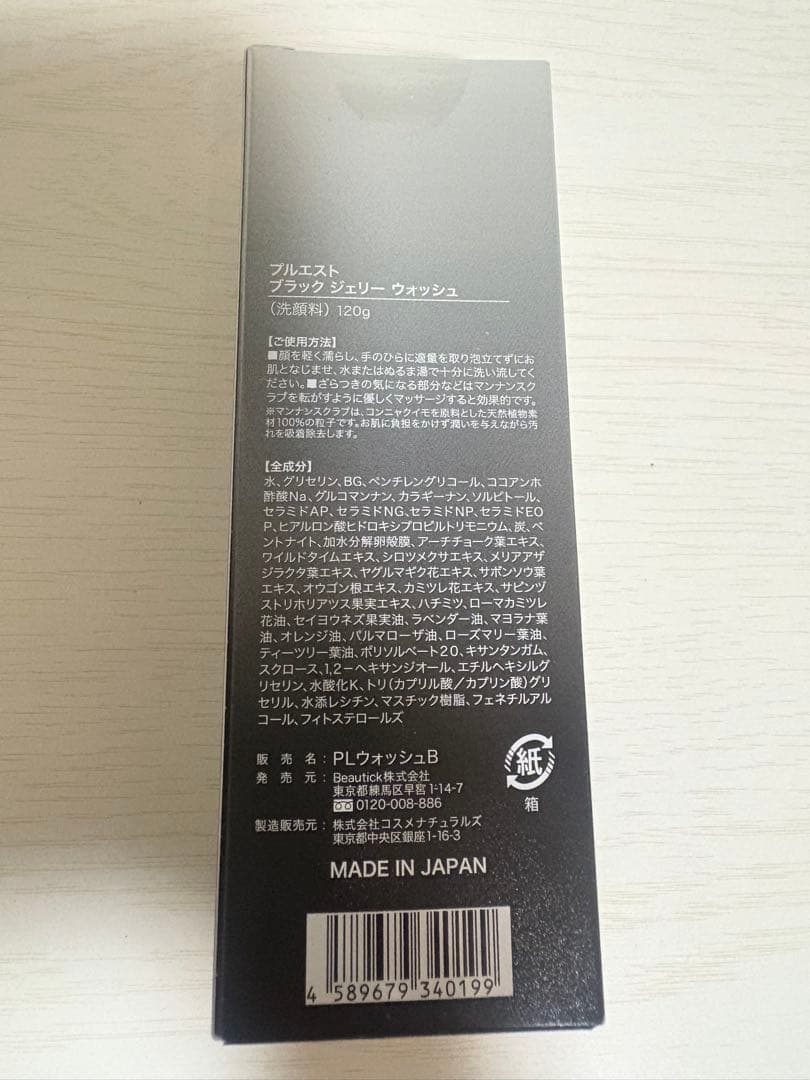 プルエスト
ブラック ジェリー ウォッシュ
(洗顔料) 120g
【ご使用方法】
■顔を軽く濡らし、手のひらに適量を取り泡立てずにお
肌となじませ、水またはぬるま湯で十分に洗い流してく
ださい。■ざらつきの気になる部分などはマンナンスク
ラブを転がすように優しくマッサージすると効果的です。
※マンナンスクラブは、コンニャクイモを原料とした天然植物素
材100%の粒子です。お肌に負担をかけず潤いを与えながら汚
れを吸着除去します。
【全成分】
水、グリセリン、BG、ペンチレングリコール、ココアンホ
酢酸Na、グルコマンナン、カラギーナン、ソルビトール、
セラミドAP、セラミドNG、セラミドNP、セラミドEO
P、ヒアルロン酸ヒドロキシプロピルトリモニウム、炭、ベ
ントナイト、加水分解卵殻膜、アーチチョーク葉エキス、
ワイルドタイムエキス、シロツメクサエキス、メリアアザ
ジラクタ葉エキス、ヤグルマギク花エキス、サボンソウ葉
エキス、オウゴン根エキス、カミツレ花エキス、サピンヅ
ストリホリアツス果実エキス、ハチミツ、ローマカミツレ
花油、セイヨウネズ果実油、ラベンダー油、マヨラナ葉
油、オレンジ油、パルマローザ油、ローズマリー葉油、
ティーツリー葉油、ポリソルベート20、キサンタンガム、
スクロース、1,2-ヘキサンジオール、エチルヘキシルグ
リセリン、水酸化K、トリ(カプリル酸/カプリン酸)グリ
セリル、水添レシチン、マスチック樹脂、フェネチルアル
コール、フィトステロールズ
販売名：PLウォッシュB
発売元：Beautick株式会社
東京都練馬区早宮1-14-7
0120-008-886
製造販売元：株式会社コスメナチュラルズ
東京都中央区銀座1-16-3
紙
箱
MADE IN JAPAN
4 589679 340199